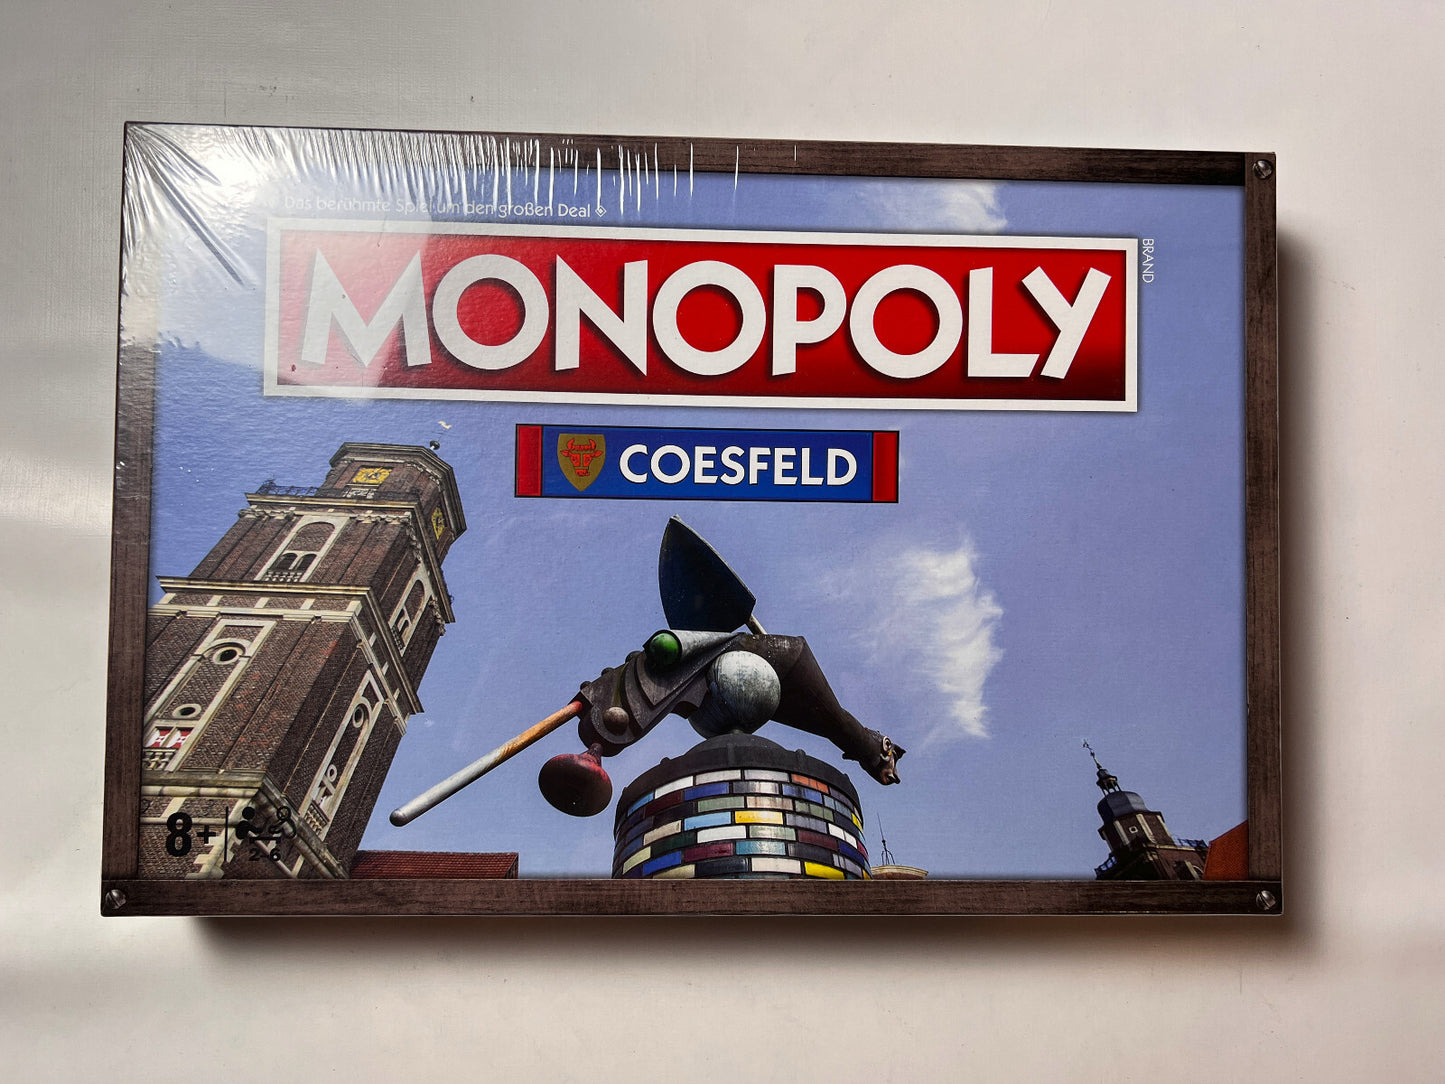 Das berühmte Spiel um den großen Deal
MONOPOLY
BRAND
COESFELD
8+
2-6